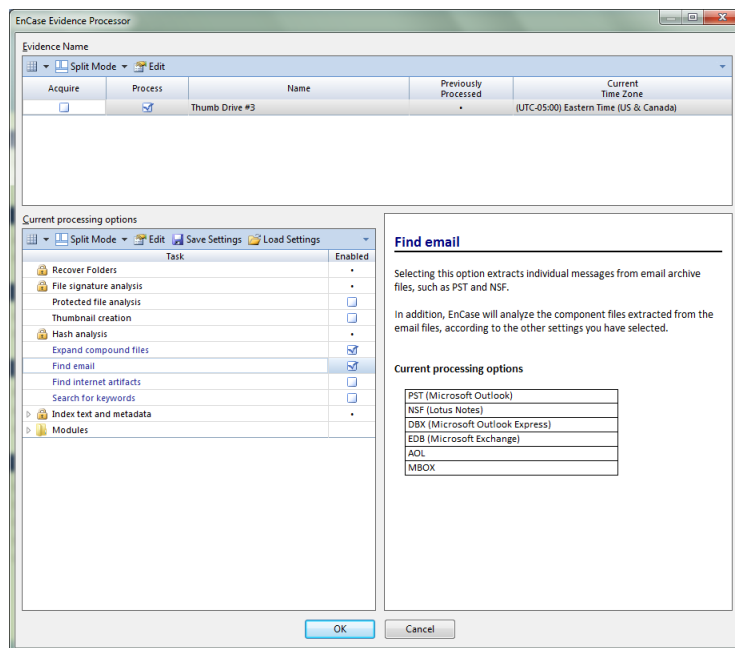 EnCase Evidence Processor
Evidence Name
Split Mode Edit
Acquire Process Name Previously Processed Current Time Zone
Thumb Drive #3 (UTC-05:00) Eastern Time (US & Canada)
Current processing options
Split Mode Edit Save Settings Load Settings
Task Enabled
Recover Folders
File signature analysis
Protected file analysis
Thumbnail creation
Hash analysis
Expand compound files
Find email
Find internet artifacts
Search for keywords
Index text and metadata
Modules
Find email
Selecting this option extracts individual messages from email archive
files, such as PST and NSF.
In addition, EnCase will analyze the component files extracted from the
email files, according to the other settings you have selected.
Current processing options
PST (Microsoft Outlook)
NSF (Lotus Notes)
DBX (Microsoft Outlook Express)
EDB (Microsoft Exchange)
AOL
MBOX
OK Cancel